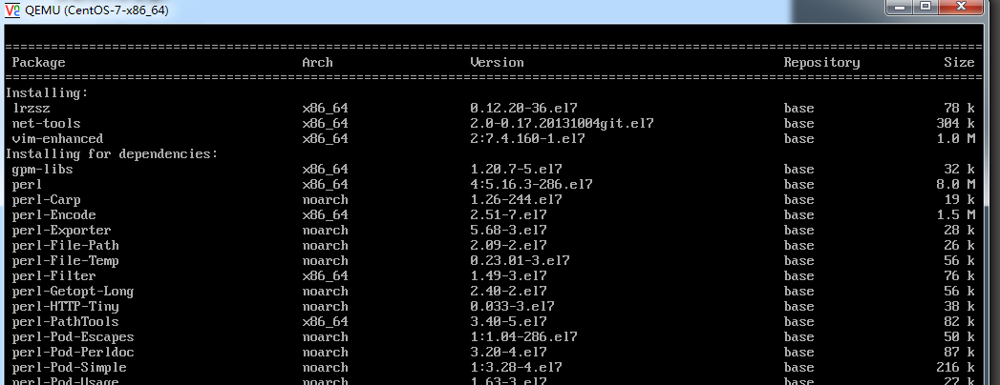 QEMU (CentOS-7-x86_64)
Package Arch Version Repository Size
Installing:
lrzsz x86_64 0.12.20-36.el7 base 78 k
net-tools x86_64 2.0-0.17.20131004git.el7 base 304 k
vim-enhanced x86_64 2:7.4.160-1.el7 base 1.0 M
Installing for dependencies:
gpm-libs x86_64 1.20.7-5.el7 base 32 k
perl x86_64 4:5.16.3-286.el7 base 8.0 M
perl-Carp noarch 1.26-244.el7 base 19 k
perl-Encode x86_64 2.51-7.el7 base 1.5 M
perl-Exporter noarch 5.68-3.el7 base 28 k
perl-File-Path noarch 2.09-2.el7 base 26 k
perl-File-Temp noarch 0.23.01-3.el7 base 56 k
perl-Filter x86_64 1.49-3.el7 base 76 k
perl-Getopt-Long noarch 2.40-2.el7 base 56 k
perl-HTTP-Tiny noarch 0.033-3.el7 base 38 k
perl-PathTools x86_64 3.40-5.el7 base 82 k
perl-Pod-Escapes noarch 1:1.04-286.el7 base 50 k
perl-Pod-Perldoc noarch 3.20-4.el7 base 87 k
perl-Pod-Simple noarch 1:3.28-4.el7 base 216 k
perl-Pod-Usage noarch 1.63-3.el7 base 27 k